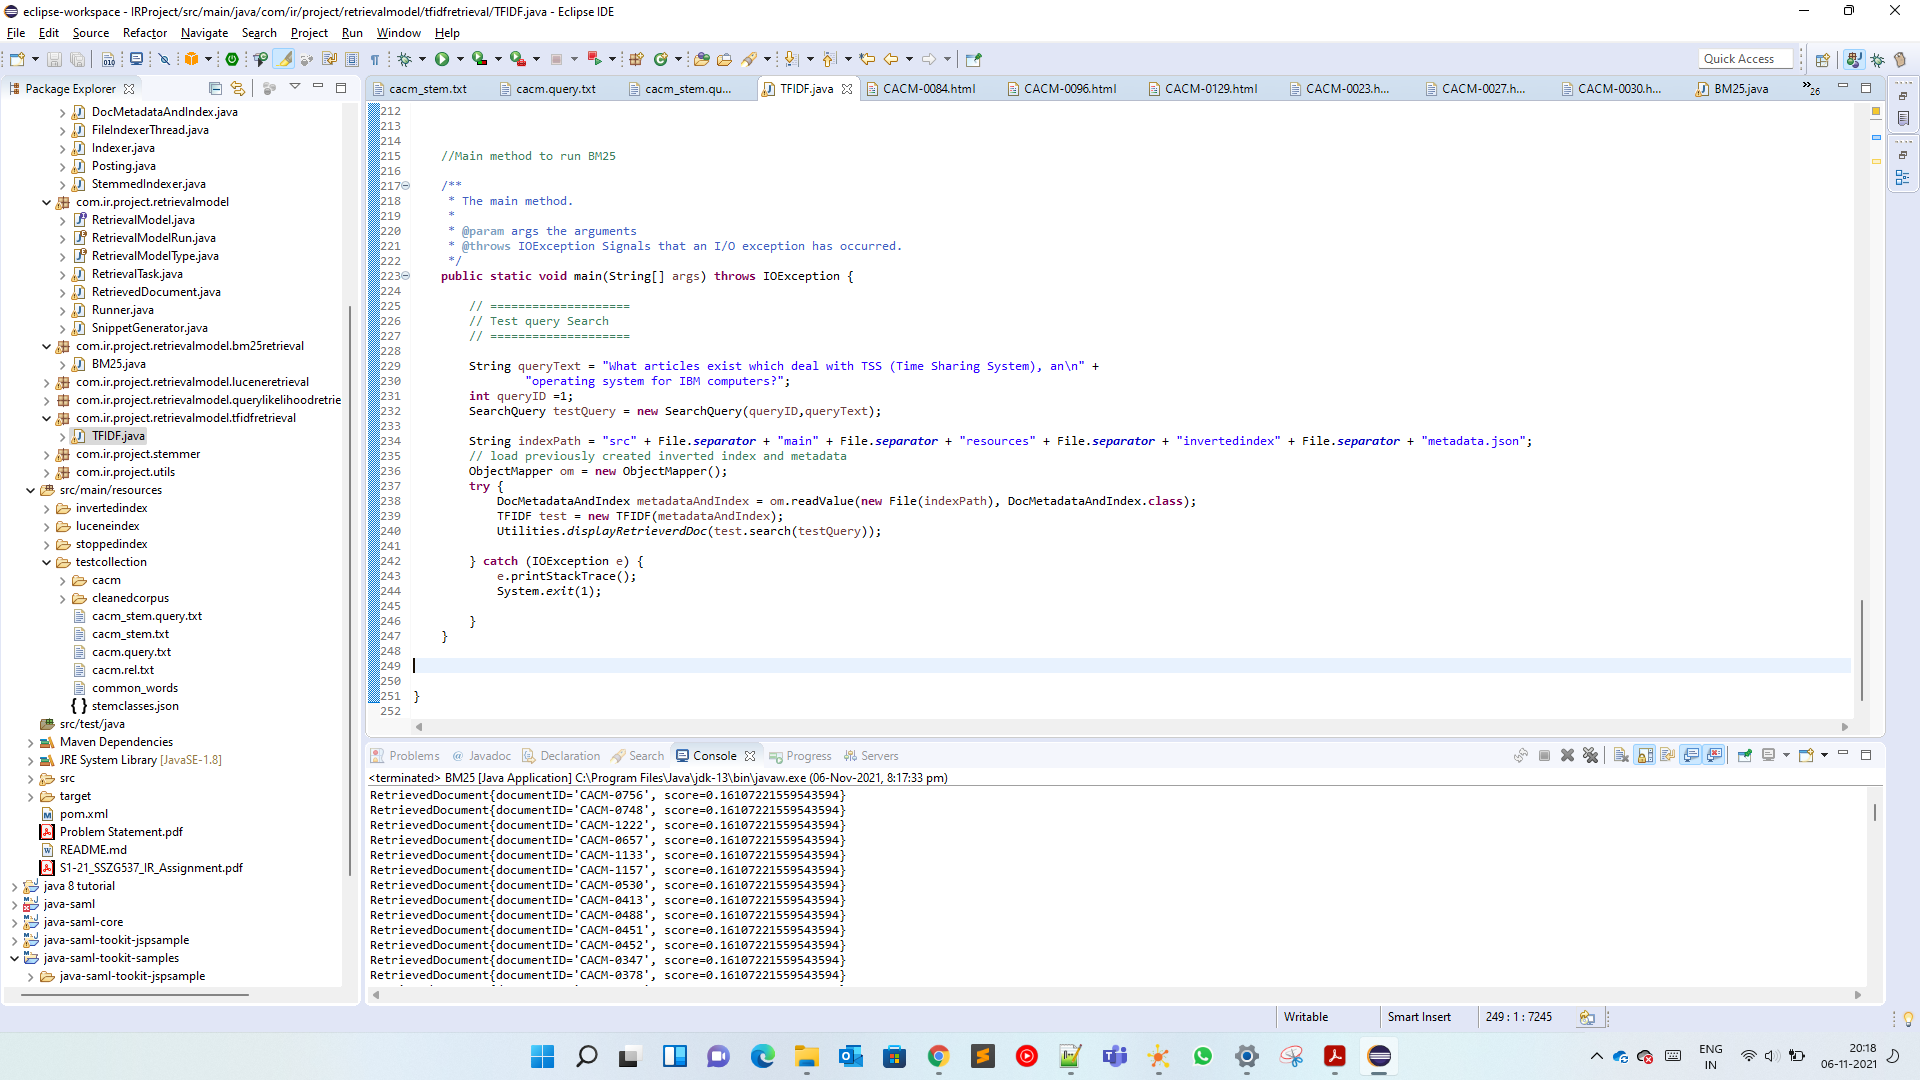 eclipse-workspace - IRProject/src/main/java/com/ir/project/retrievalmodel/tfidfretrieval/TFIDF.java - Eclipse IDE
File Edit Source Refactor Navigate Search Project Run Window Help
Quick Access
Package Explorer
DocMetadataAndIndex.java
FileIndexerThread.java
Indexer.java
Posting.java
StemmedIndexer.java
com.ir.project.retrievalmodel
RetrievalModel.java
RetrievalModelRun.java
RetrievalModelType.java
RetrievalTask.java
RetrievedDocument.java
Runner.java
SnippetGenerator.java
com.ir.project.retrievalmodel.bm25retrieval
BM25.java
com.ir.project.retrievalmodel.luceneretrieval
com.ir.project.retrievalmodel.querylikelihoodretrie
com.ir.project.retrievalmodel.tfidfretrieval
TFIDF.java
com.ir.project.stemmer
com.ir.project.utils
src/main/resources
invertedindex
luceneindex
stoppedindex
testcollection
cacm
cleanedcorpus
cacm_stem.query.txt
cacm_stem.txt
cacm.query.txt
cacm.rel.txt
common_words
stemclasses.json
src/test/java
Maven Dependencies
JRE System Library [JavaSE-1.8]
src
target
pom.xml
Problem Statement.pdf
README.md
S1-21_SSZG537_IR_Assignment.pdf
java 8 tutorial
java-saml
java-saml-core
java-saml-tookit-jspsample
java-saml-tookit-samples
java-saml-tookit-jspsample
cacm_stem.txt cacm.query.txt cacm_stem.qu... TFIDF.java CACM-0084.html CACM-0096.html CACM-0129.html CACM-0023.h... CACM-0027.h... CACM-0030.h... BM25.java »26
212
213
214
215 //Main method to run BM25
216
217 /**
218 * The main method.
219 *
220 * @param args the arguments
221 * @throws IOException Signals that an I/O exception has occurred.
222 */
223 public static void main(String[] args) throws IOException {
224
225 // ====================
226 // Test query Search
227 // ====================
228
229 String queryText = "What articles exist which deal with TSS (Time Sharing System), an\n" +
230 "operating system for IBM computers?";
231 int queryID =1;
232 SearchQuery testQuery = new SearchQuery(queryID,queryText);
233
234 String indexPath = "src" + File.separator + "main" + File.separator + "resources" + File.separator + "invertedindex" + File.separator + "metadata.json";
235 // load previously created inverted index and metadata
236 ObjectMapper om = new ObjectMapper();
237 try {
238 DocMetadataAndIndex metadataAndIndex = om.readValue(new File(indexPath), DocMetadataAndIndex.class);
239 TFIDF test = new TFIDF(metadataAndIndex);
240 Utilities.displayRetrieverdDoc(test.search(testQuery));
241
242 } catch (IOException e) {
243 e.printStackTrace();
244 System.exit(1);
245
246 }
247 }
248
249
250
251 }
252
Problems Javadoc Declaration Search Console Progress Servers
<terminated> BM25 [Java Application] C:\Program Files\Java\jdk-13\bin\javaw.exe (06-Nov-2021, 8:17:33 pm)
RetrievedDocument{documentID='CACM-0756', score=0.16107221559543594}
RetrievedDocument{documentID='CACM-0748', score=0.16107221559543594}
RetrievedDocument{documentID='CACM-1222', score=0.16107221559543594}
RetrievedDocument{documentID='CACM-0657', score=0.16107221559543594}
RetrievedDocument{documentID='CACM-1133', score=0.16107221559543594}
RetrievedDocument{documentID='CACM-1157', score=0.16107221559543594}
RetrievedDocument{documentID='CACM-0530', score=0.16107221559543594}
RetrievedDocument{documentID='CACM-0413', score=0.16107221559543594}
RetrievedDocument{documentID='CACM-0488', score=0.16107221559543594}
RetrievedDocument{documentID='CACM-0451', score=0.16107221559543594}
RetrievedDocument{documentID='CACM-0452', score=0.16107221559543594}
RetrievedDocument{documentID='CACM-0347', score=0.16107221559543594}
RetrievedDocument{documentID='CACM-0378', score=0.16107221559543594}
Writable Smart Insert 249 : 1 : 7245
ENG
IN
20:18
06-11-2021